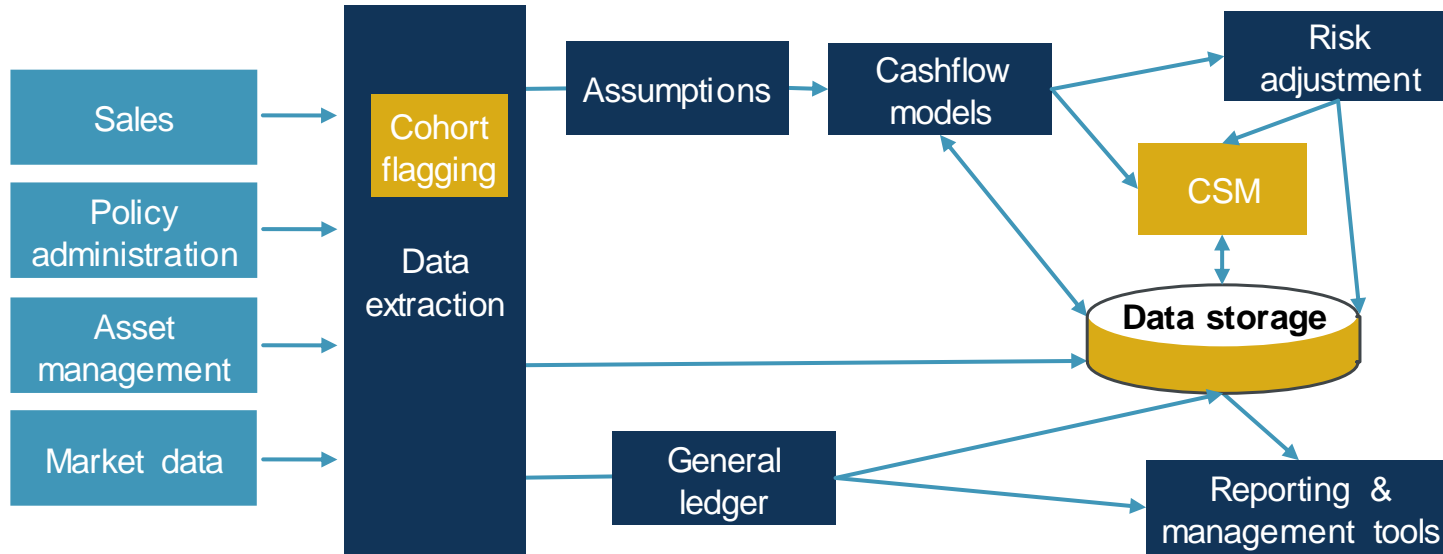 Sales
Policy
administration
Asset
management
Market data
Cohort
flagging
Data
extraction
Assumptions
Cashflow
models
Risk
adjustment
CSM
Data storage
General
ledger
Reporting &
management tools